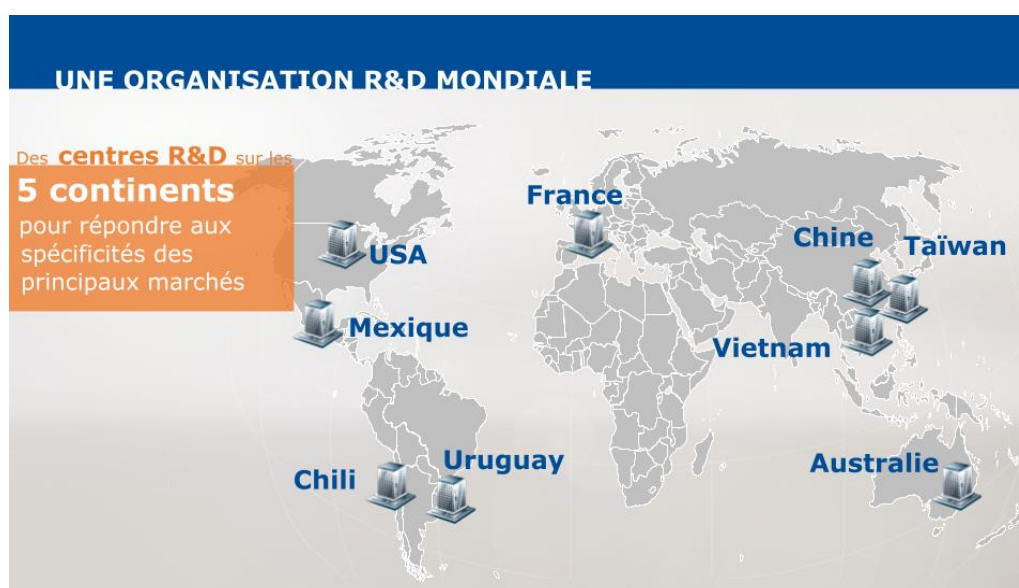 UNE ORGANISATION R&D MONDIALE
Des centres R&D sur les
5 continents
pour répondre aux
spécificités des
principaux marchés
France
USA
Chine
Taïwan
Mexique
Vietnam
Chili
Uruguay
Australie